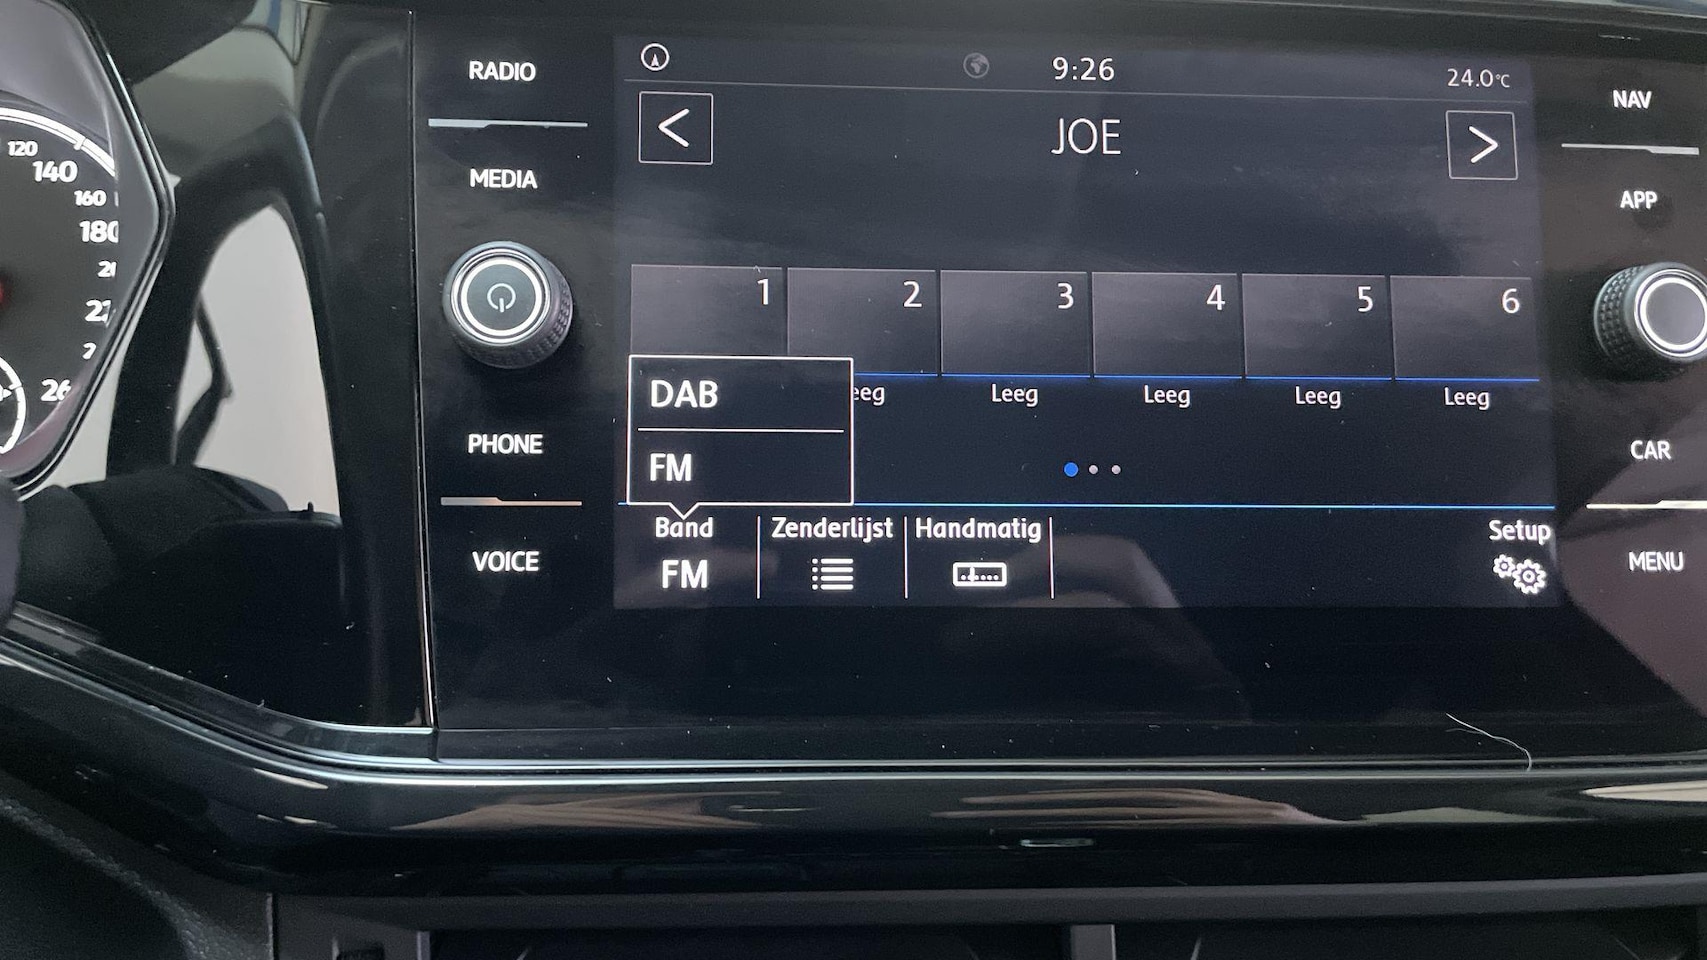 RADIO
MEDIA
PHONE
VOICE
120
140
160
180
9:26
24.0°C
JOE
1 2 3 4 5 6
Leeg Leeg Leeg Leeg
DAB
FM
Band Zenderlijst Handmatig Setup
FM
NAV
APP
CAR
MENU